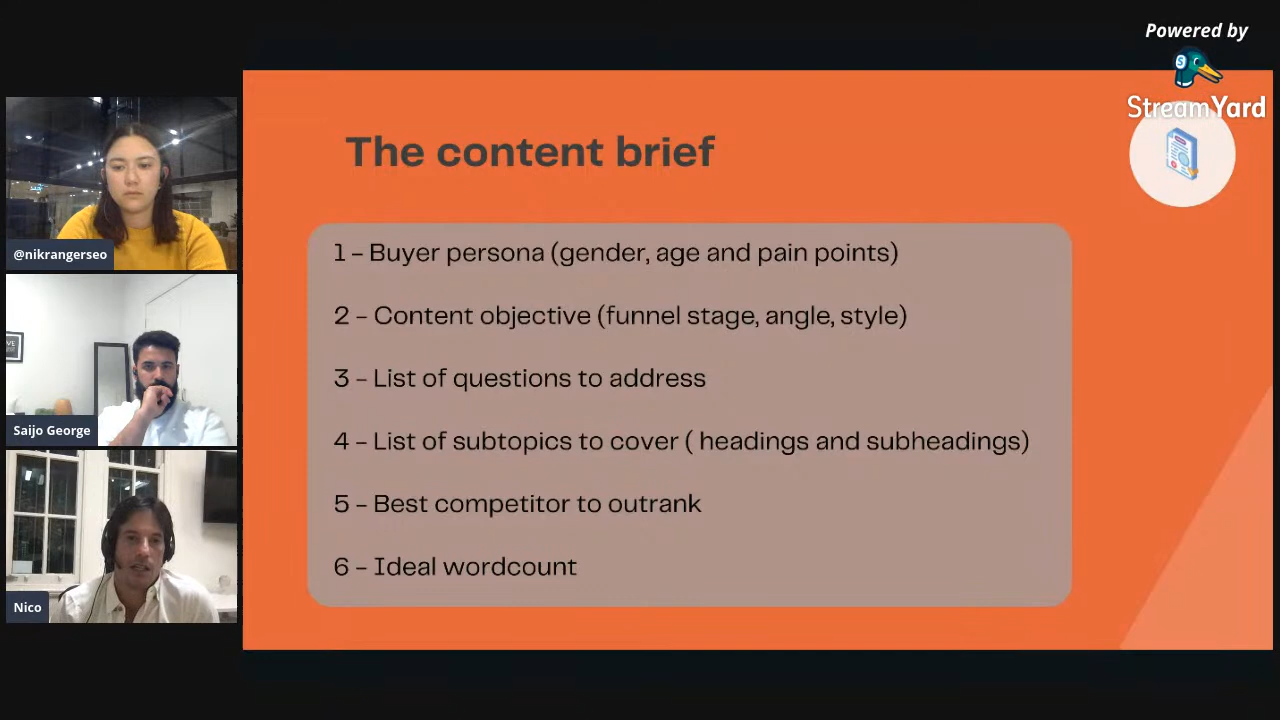 Powered by
StreamYard
The content brief
1 - Buyer persona (gender, age and pain points)
2 - Content objective (funnel stage, angle, style)
3 - List of questions to address
4 - List of subtopics to cover ( headings and subheadings)
5 - Best competitor to outrank
6 - Ideal wordcount
@nikrangerseo
Saijo George
Nico